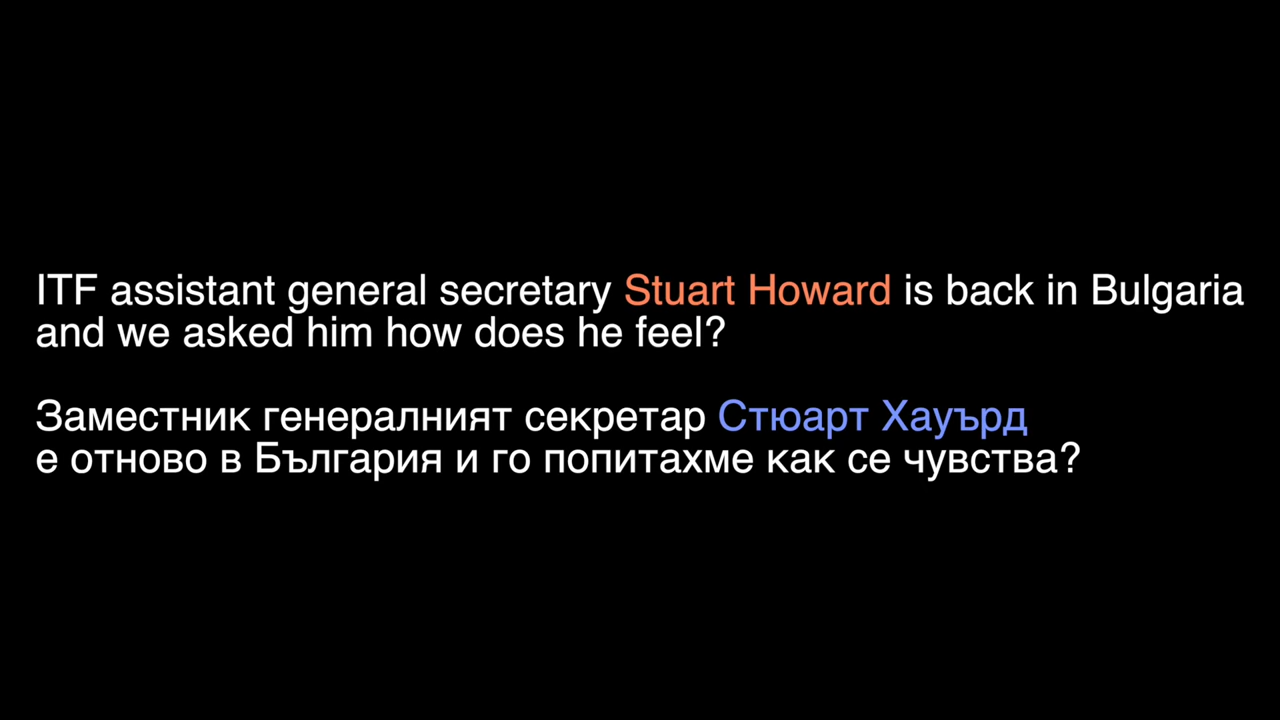 ITF assistant general secretary Stuart Howard is back in Bulgaria
and we asked him how does he feel?
Заместник генералният секретар Стюарт Хауърд
е отново в България и го попитахме как се чувства?